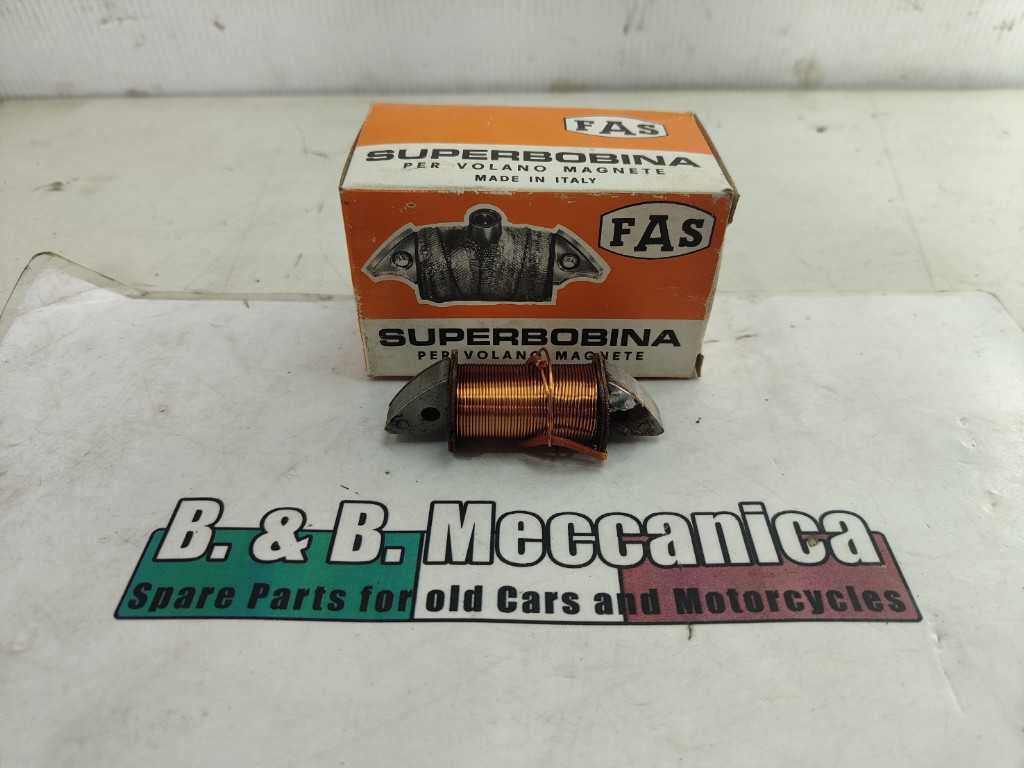 FAS
SUPERBOBINA
PER VOLANO MAGNETE
MADE IN ITALY
FAS
SUPERBOBINA
PER VOLANO MAGNETE
B. & B. Meccanica
Spare Parts for old Cars and Motorcycles